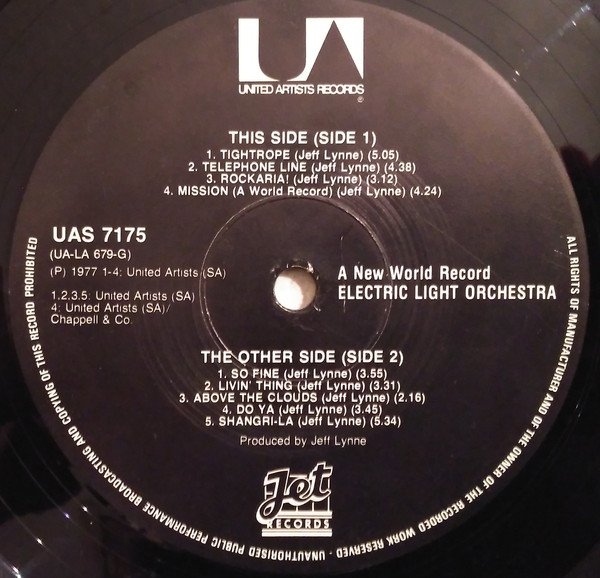 UA
UNITED ARTISTS RECORDS
®
THIS SIDE (SIDE 1)
1. TIGHTROPE (Jeff Lynne) (5.05)
2. TELEPHONE LINE (Jeff Lynne) (4.38)
3. ROCKARIA! (Jeff Lynne) (3.12)
4. MISSION (A World Record) (Jeff Lynne) (4.24)
UAS 7175
(UA-LA 679-G)
(P) 1977 1-4: United Artists (SA)
1.2.3.5: United Artists (SA)
4: United Artists (SA)/
Chappell & Co.
A New World Record
ELECTRIC LIGHT ORCHESTRA
THE OTHER SIDE (SIDE 2)
1. SO FINE (Jeff Lynne) (3.55)
2. LIVIN' THING (Jeff Lynne) (3.31)
3. ABOVE THE CLOUDS (Jeff Lynne) (2.16)
4. DO YA (Jeff Lynne) (3.45)
5. SHANGRI-LA (Jeff Lynne) (5.34)
Produced by Jeff Lynne
Jet
RECORDS
ALL RIGHTS OF MANUFACTURER AND OF THE OWNER OF THE RECORDED WORK RESERVED - UNAUTHORISED PUBLIC PERFORMANCE BROADCASTING AND COPYING OF THIS RECORD PROHIBITED